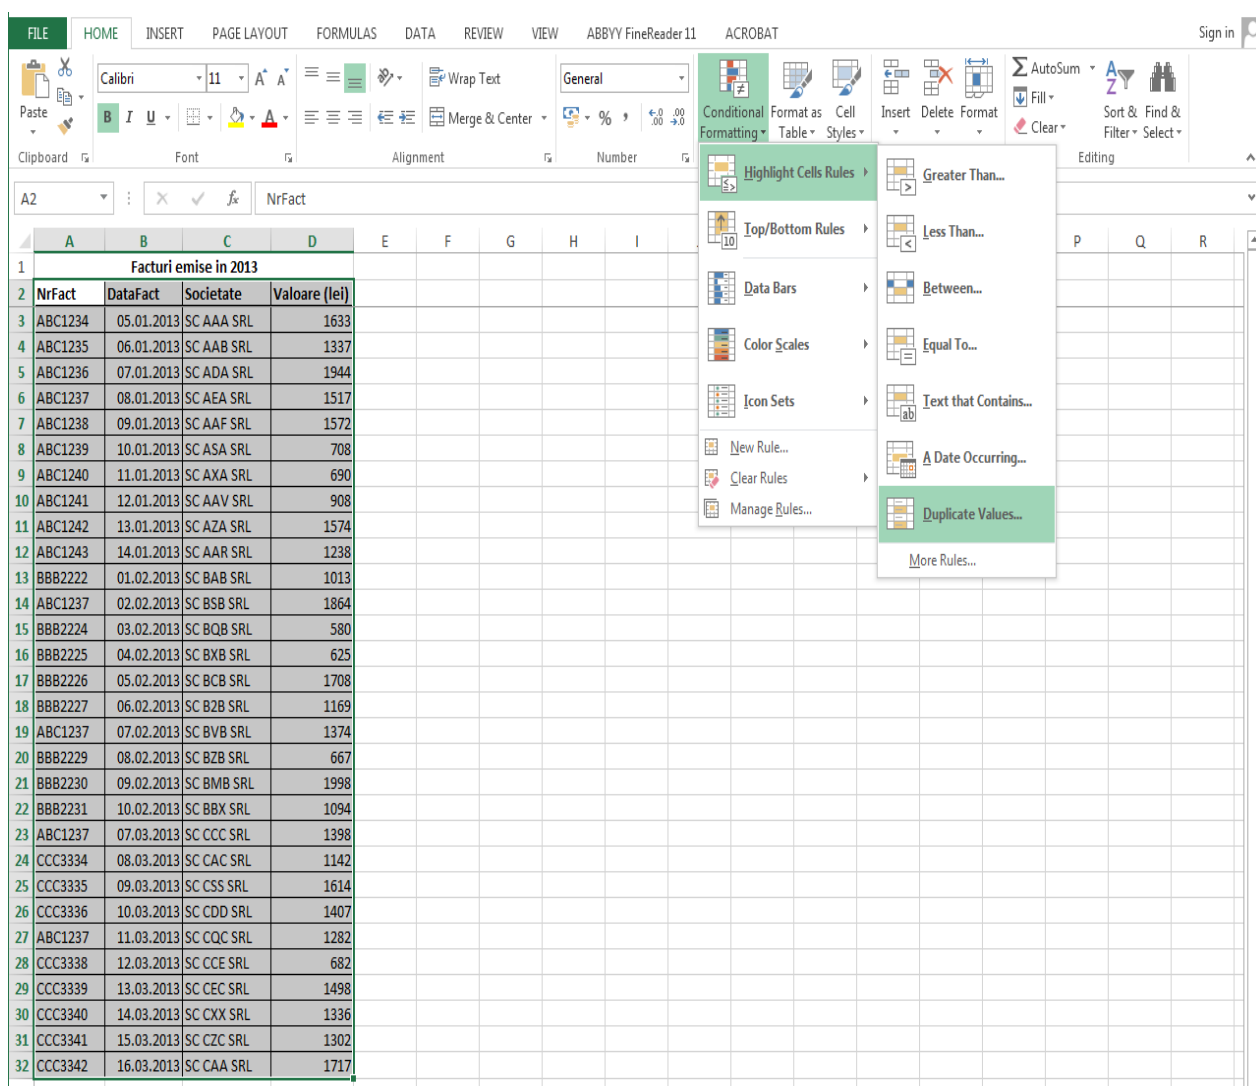 FILE HOME INSERT PAGE LAYOUT FORMULAS DATA REVIEW VIEW ABBYY FineReader 11 ACROBAT Sign in
Calibri 11 A A Wrap Text General AutoSum
Paste Conditional Formatting Format as Table Cell Styles Insert Delete Format Fill Sort & Filter Find & Select
B I U A Merge & Center % , Clear
Clipboard Font Alignment Number Editing
A2 fx NrFact
Highlight Cells Rules
Top/Bottom Rules
Data Bars
Color Scales
Icon Sets
New Rule...
Clear Rules
Manage Rules...
Greater Than...
Less Than...
Between...
Equal To...
Text that Contains...
A Date Occurring...
Duplicate Values...
More Rules...
A B C D E F G H I P Q R
1 Facturi emise in 2013
2 NrFact DataFact Societate Valoare (lei)
3 ABC1234 05.01.2013 SC AAA SRL 1633
4 ABC1235 06.01.2013 SC AAB SRL 1337
5 ABC1236 07.01.2013 SC ADA SRL 1944
6 ABC1237 08.01.2013 SC AEA SRL 1517
7 ABC1238 09.01.2013 SC AAF SRL 1572
8 ABC1239 10.01.2013 SC ASA SRL 708
9 ABC1240 11.01.2013 SC AXA SRL 690
10 ABC1241 12.01.2013 SC AAV SRL 908
11 ABC1242 13.01.2013 SC AZA SRL 1574
12 ABC1243 14.01.2013 SC AAR SRL 1238
13 BBB2222 01.02.2013 SC BAB SRL 1013
14 ABC1237 02.02.2013 SC BSB SRL 1864
15 BBB2224 03.02.2013 SC BQB SRL 580
16 BBB2225 04.02.2013 SC BXB SRL 625
17 BBB2226 05.02.2013 SC BCB SRL 1708
18 BBB2227 06.02.2013 SC B2B SRL 1169
19 ABC1237 07.02.2013 SC BVB SRL 1374
20 BBB2229 08.02.2013 SC BZB SRL 667
21 BBB2230 09.02.2013 SC BMB SRL 1998
22 BBB2231 10.02.2013 SC BBX SRL 1094
23 ABC1237 07.03.2013 SC CCC SRL 1398
24 CCC3334 08.03.2013 SC CAC SRL 1142
25 CCC3335 09.03.2013 SC CSS SRL 1614
26 CCC3336 10.03.2013 SC CDD SRL 1407
27 ABC1237 11.03.2013 SC CQC SRL 1282
28 CCC3338 12.03.2013 SC CCE SRL 682
29 CCC3339 13.03.2013 SC CEC SRL 1498
30 CCC3340 14.03.2013 SC CXX SRL 1336
31 CCC3341 15.03.2013 SC CZC SRL 1302
32 CCC3342 16.03.2013 SC CAA SRL 1717